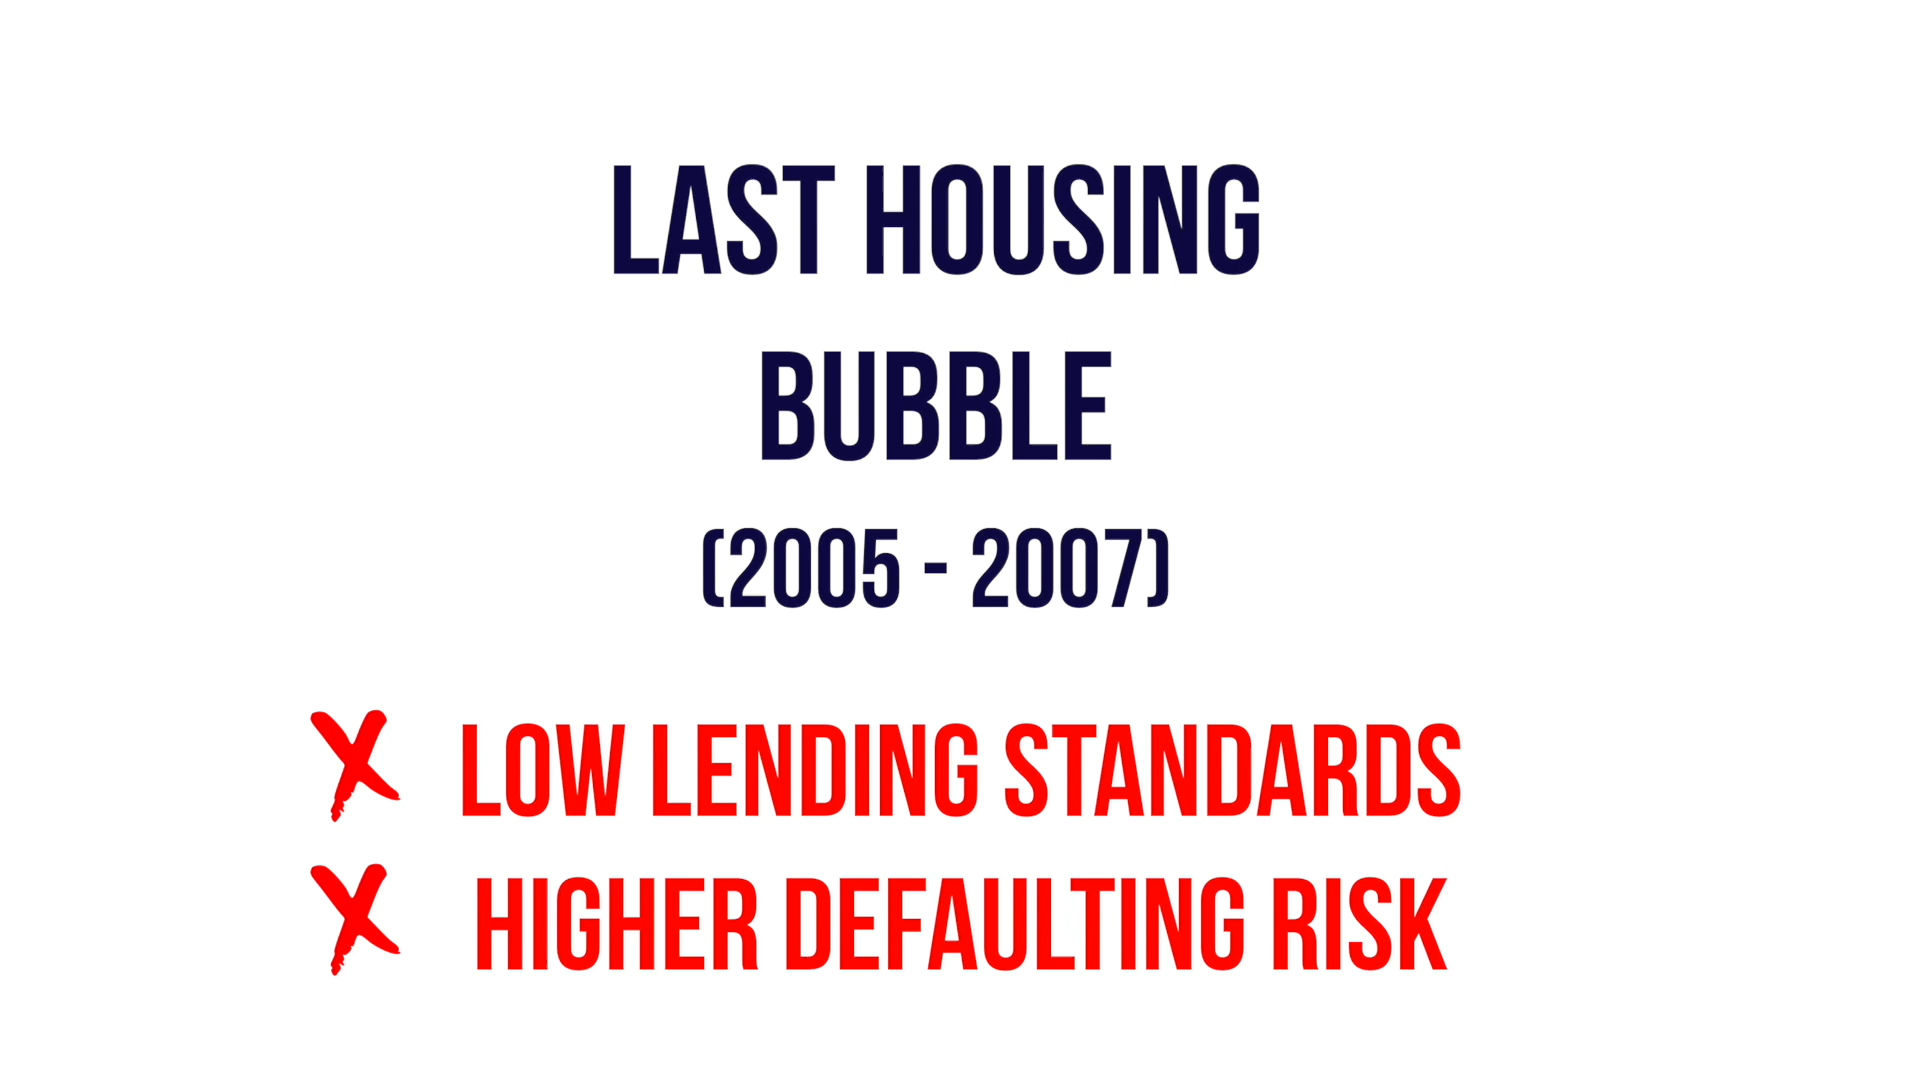 LAST HOUSING
BUBBLE
(2005 - 2007)
LOW LENDING STANDARDS
HIGHER DEFAULTING RISK